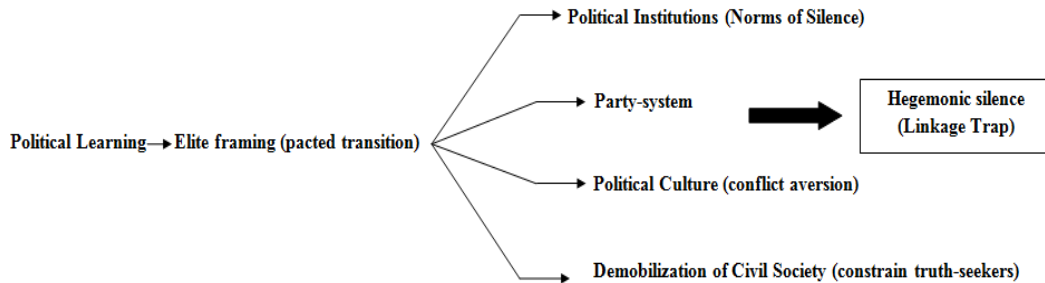 Political Institutions (Norms of Silence)
Party-system
Hegemonic silence
(Linkage Trap)
Political Learning
Elite framing (pacted transition)
Political Culture (conflict aversion)
Demobilization of Civil Society (constrain truth-seekers)